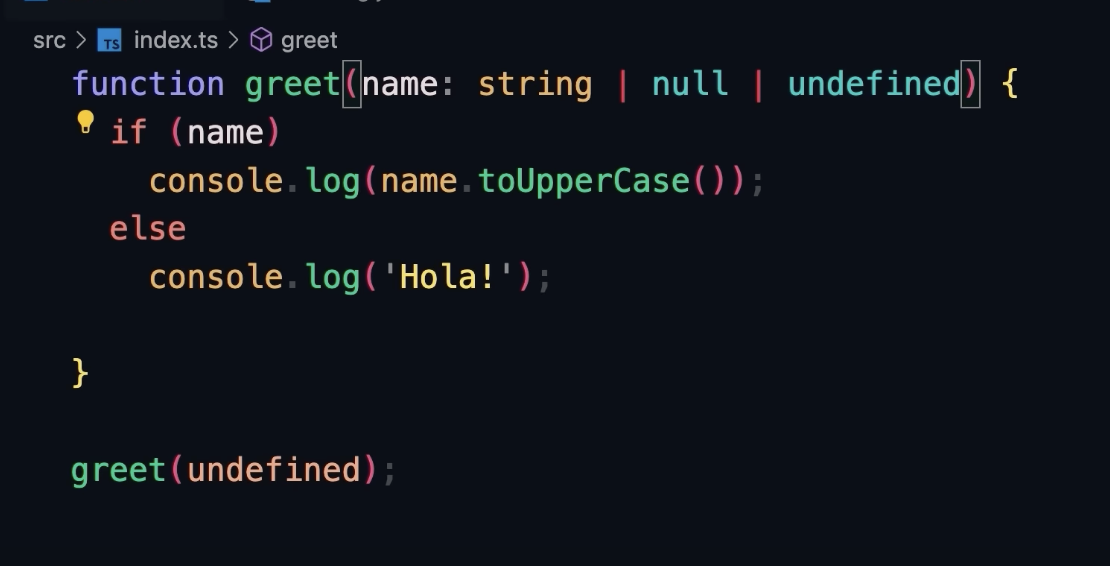 src > TS index.ts > greet
function greet(name: string | null | undefined) {
  if (name)
    console.log(name.toUpperCase());
  else
    console.log('Hola!');
}
greet(undefined);